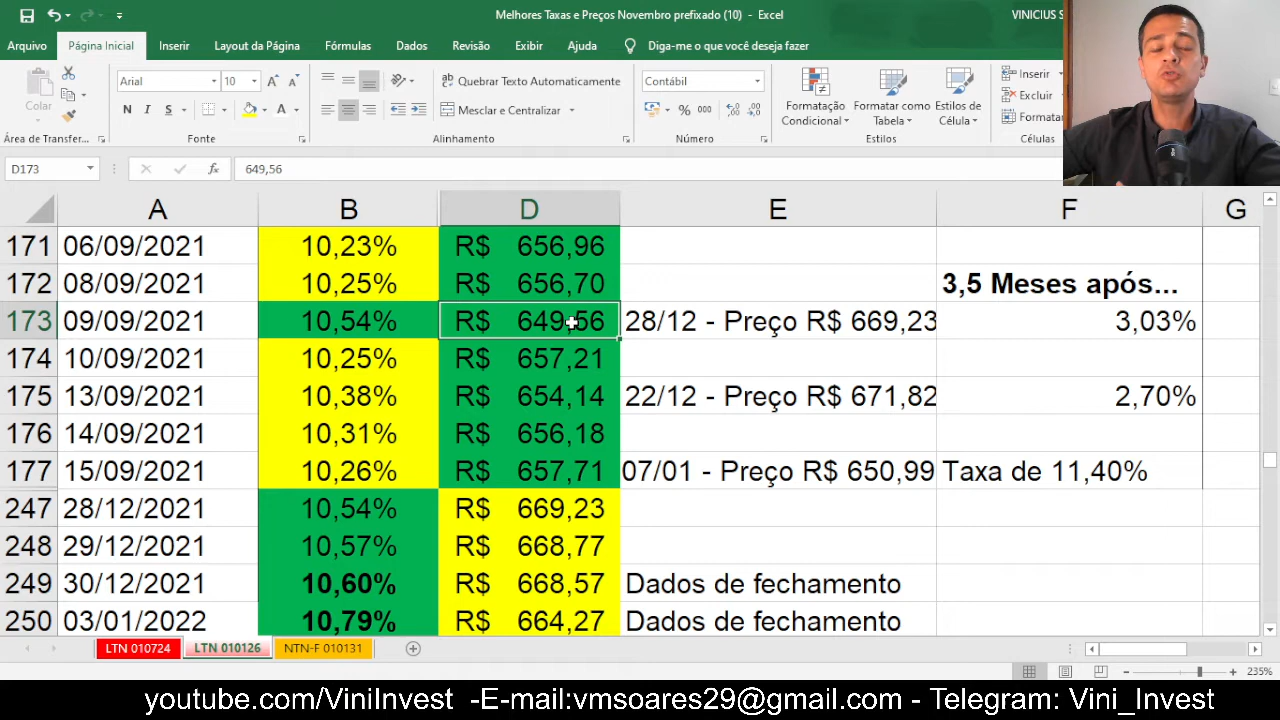 Melhores Taxas e Preços Novembro prefixado (10) - Excel
VINICIUS S
Arquivo Página Inicial Inserir Layout da Página Fórmulas Dados Revisão Exibir Ajuda Diga-me o que você deseja fazer
Colar
Área de Transfer...
Arial 10
N I S A
Fonte
Quebrar Texto Automaticamente
Mesclar e Centralizar
Alinhamento
Contábil
% 000
Número
Formatação Condicional
Formatar como Tabela
Estilos de Célula
Estilos
Inserir
Excluir
Formatar
Células
D173 fx 649,56
A B D E F G
171 06/09/2021 10,23% R$ 656,96
172 08/09/2021 10,25% R$ 656,70 3,5 Meses após...
173 09/09/2021 10,54% R$ 649,56 28/12 - Preço R$ 669,23 3,03%
174 10/09/2021 10,25% R$ 657,21
175 13/09/2021 10,38% R$ 654,14 22/12 - Preço R$ 671,82 2,70%
176 14/09/2021 10,31% R$ 656,18
177 15/09/2021 10,26% R$ 657,71 07/01 - Preço R$ 650,99 Taxa de 11,40%
247 28/12/2021 10,54% R$ 669,23
248 29/12/2021 10,57% R$ 668,77
249 30/12/2021 10,60% R$ 668,57 Dados de fechamento
250 03/01/2022 10,79% R$ 664,27 Dados de fechamento
LTN 010724 LTN 010126 NTN-F 010131
235%
youtube.com/ViniInvest -E-mail:vmsoares29@gmail.com - Telegram: Vini_Invest